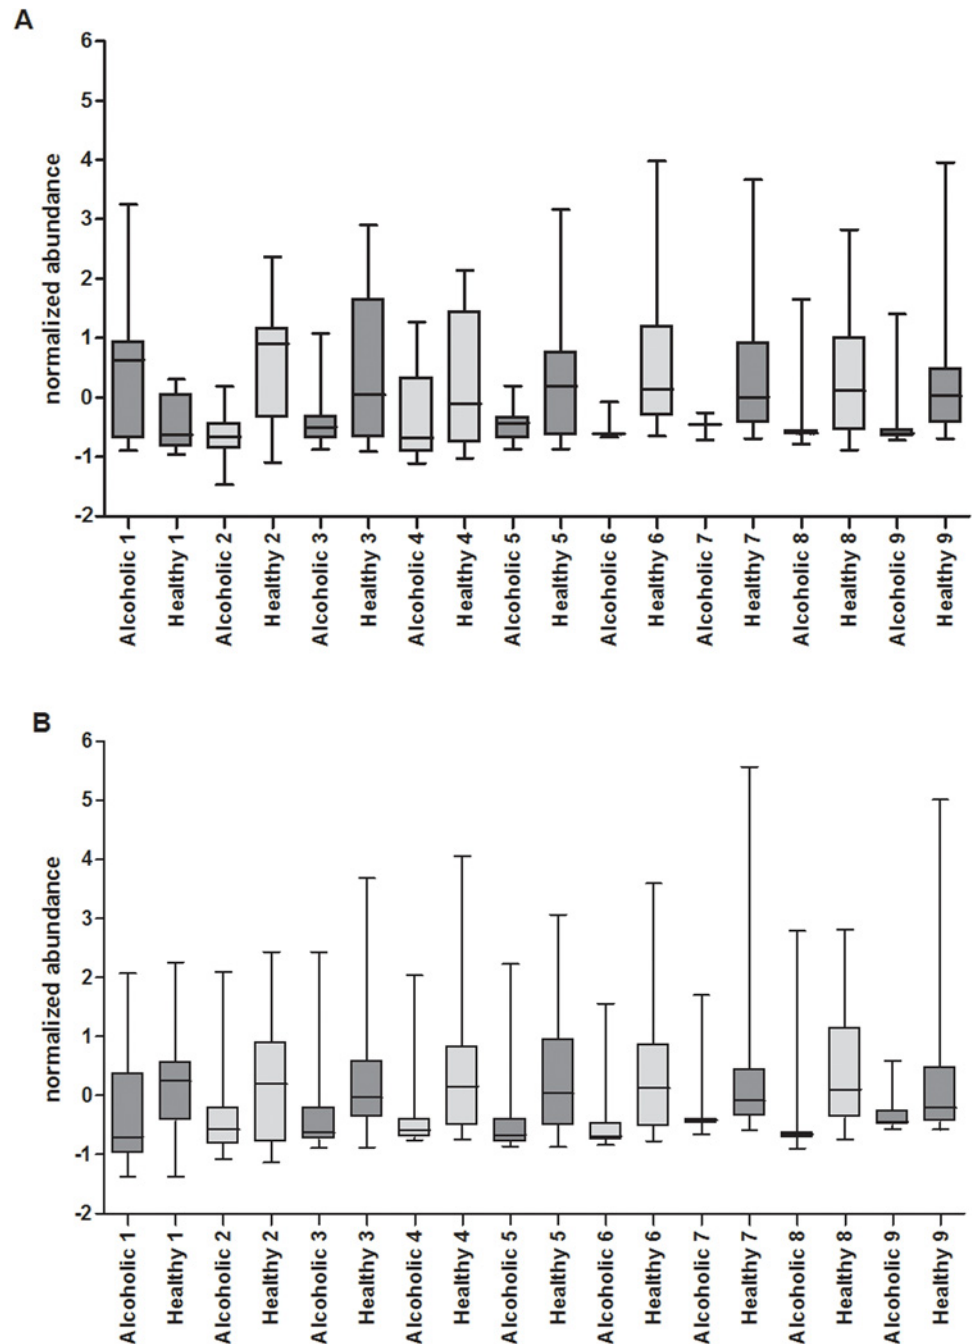 A
6
5
4
3
2
1
0
-1
-2
normalized abundance
Alcoholic 1
Healthy 1
Alcoholic 2
Healthy 2
Alcoholic 3
Healthy 3
Alcoholic 4
Healthy 4
Alcoholic 5
Healthy 5
Alcoholic 6
Healthy 6
Alcoholic 7
Healthy 7
Alcoholic 8
Healthy 8
Alcoholic 9
Healthy 9
B
6
5
4
3
2
1
0
-1
-2
normalized abundance
Alcoholic 1
Healthy 1
Alcoholic 2
Healthy 2
Alcoholic 3
Healthy 3
Alcoholic 4
Healthy 4
Alcoholic 5
Healthy 5
Alcoholic 6
Healthy 6
Alcoholic 7
Healthy 7
Alcoholic 8
Healthy 8
Alcoholic 9
Healthy 9